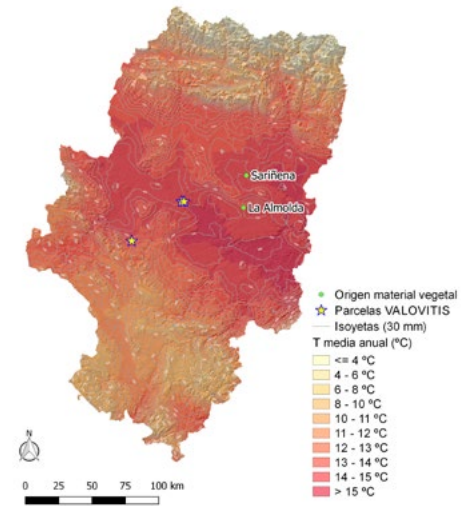 Sariñena
La Almolda
Origen material vegetal
Parcelas VALOVITIS
Isoyetas (30 mm)
T media anual (ºC)
<= 4 ºC
4 - 6 ºC
6 - 8 ºC
8 - 10 ºC
10 - 11 ºC
11 - 12 ºC
12 - 13 ºC
13 - 14 ºC
14 - 15 ºC
> 15 ºC
N
0 25 50 75 100 km